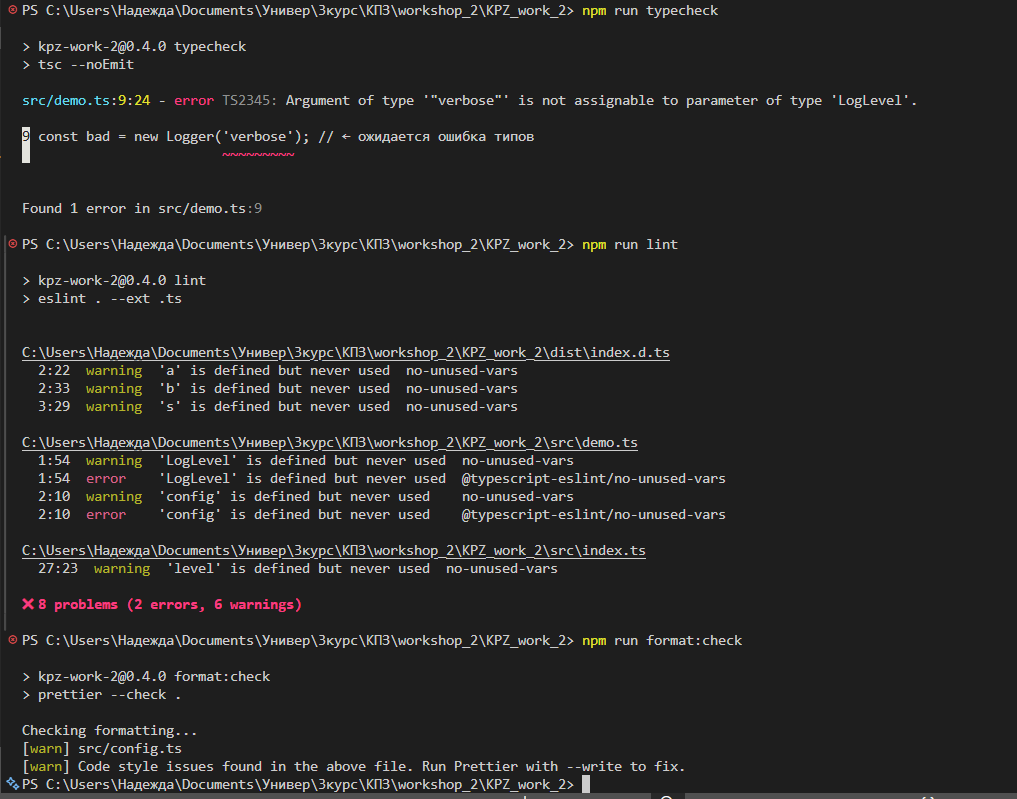 PS C:\Users\Надежда\Documents\Универ\3курс\КПЗ\workshop_2\KPZ_work_2> npm run typecheck
> kpz-work-2@0.4.0 typecheck
> tsc --noEmit
src/demo.ts:9:24 - error TS2345: Argument of type '"verbose"' is not assignable to parameter of type 'LogLevel'.
9 const bad = new Logger('verbose'); // ← ожидается ошибка типов
~~~~~~~~~
Found 1 error in src/demo.ts:9
PS C:\Users\Надежда\Documents\Универ\3курс\КПЗ\workshop_2\KPZ_work_2> npm run lint
> kpz-work-2@0.4.0 lint
> eslint . --ext .ts
C:\Users\Надежда\Documents\Универ\3курс\КПЗ\workshop_2\KPZ_work_2\dist\index.d.ts
2:22 warning 'a' is defined but never used no-unused-vars
2:33 warning 'b' is defined but never used no-unused-vars
3:29 warning 's' is defined but never used no-unused-vars
C:\Users\Надежда\Documents\Универ\3курс\КПЗ\workshop_2\KPZ_work_2\src\demo.ts
1:54 warning 'LogLevel' is defined but never used no-unused-vars
1:54 error 'LogLevel' is defined but never used @typescript-eslint/no-unused-vars
2:10 warning 'config' is defined but never used no-unused-vars
2:10 error 'config' is defined but never used @typescript-eslint/no-unused-vars
C:\Users\Надежда\Documents\Универ\3курс\КПЗ\workshop_2\KPZ_work_2\src\index.ts
27:23 warning 'level' is defined but never used no-unused-vars
✖ 8 problems (2 errors, 6 warnings)
PS C:\Users\Надежда\Documents\Универ\3курс\КПЗ\workshop_2\KPZ_work_2> npm run format:check
> kpz-work-2@0.4.0 format:check
> prettier --check .
Checking formatting...
[warn] src/config.ts
[warn] Code style issues found in the above file. Run Prettier with --write to fix.
PS C:\Users\Надежда\Documents\Универ\3курс\КПЗ\workshop_2\KPZ_work_2>